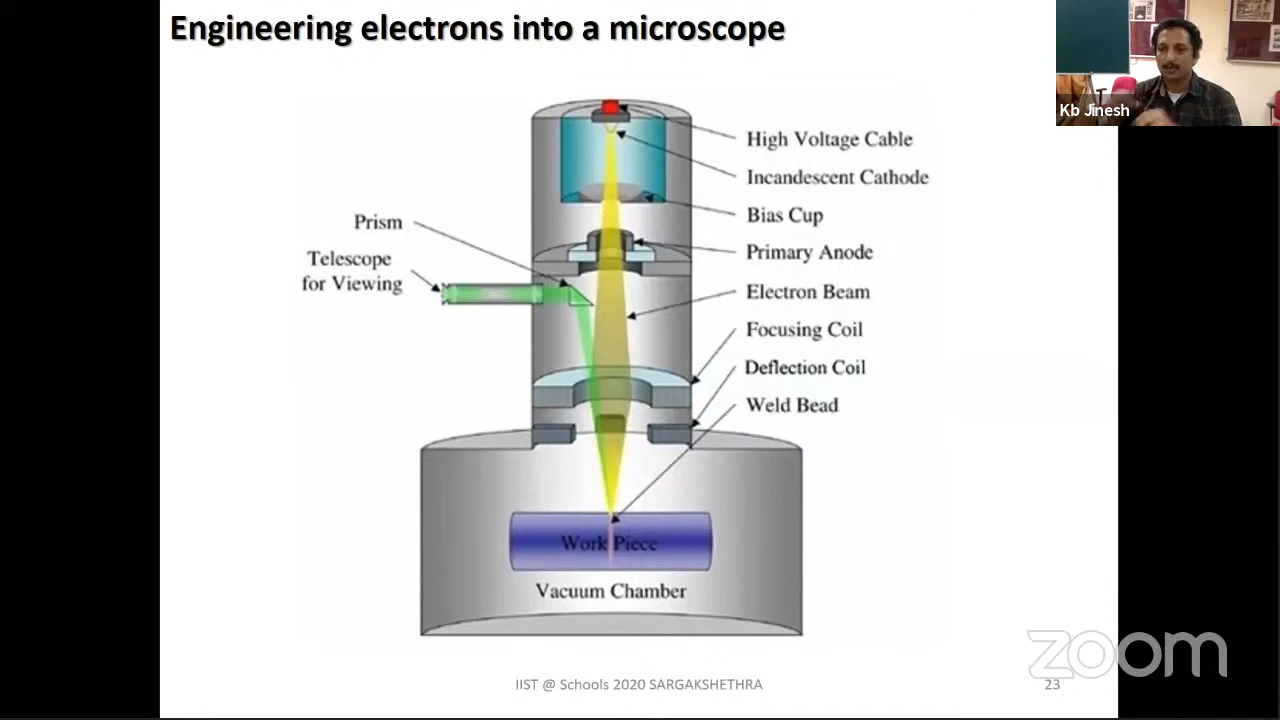 Engineering electrons into a microscope
Kb Jinesh
High Voltage Cable
Incandescent Cathode
Bias Cup
Primary Anode
Electron Beam
Focusing Coil
Deflection Coil
Weld Bead
Prism
Telescope
for Viewing
Work Piece
Vacuum Chamber
zoom
IIST @ Schools 2020 SARGAKSHETHRA
23